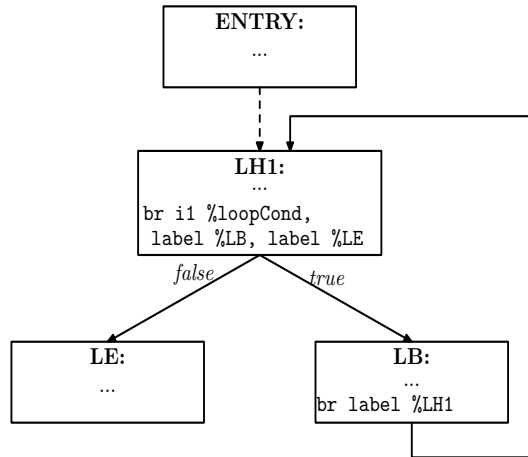 ENTRY:
...
LH1:
...
br i1 %loopCond,
label %LB, label %LE
false
true
LE:
...
LB:
...
br label %LH1